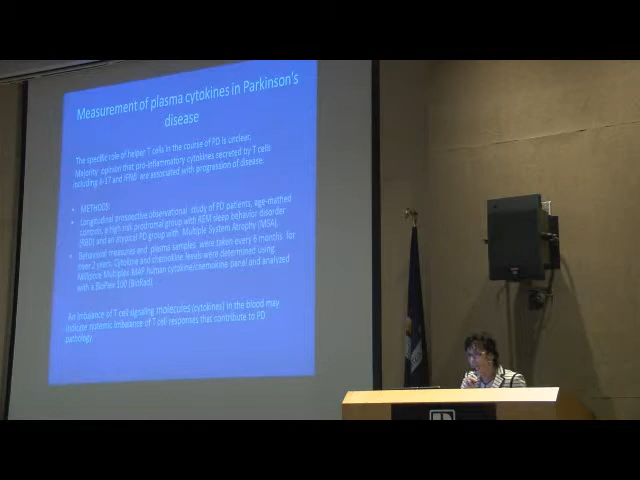 Measurement of plasma cytokines in Parkinson's
disease
The specific role of helper T cells in the course of PD is unclear.
Majority opinion that pro-inflammatory cytokines secreted by T cells
including Il-17 and IFNδ are associated with progression of disease.
• METHODS:
• Longitudinal prospective observational study of PD patients, age-mathed
controls, a high risk prodromal group with REM sleep behavior disorder
(RBD) and an atypical PD group with Multiple System Atrophy (MSA).
• Behavioral measures and plasma samples were taken every 6 months for
over 2 years. Cytokine and chemokine levels were determined using
Millipore Multiplex MAP human cytokine/chemokine panel and analyzed
with a BioPlex 100 (BioRad)
An imbalance of T cell signaling molecules (cytokines) in the blood may
indicate systemic imbalance of T cell responses that contribute to PD
pathology